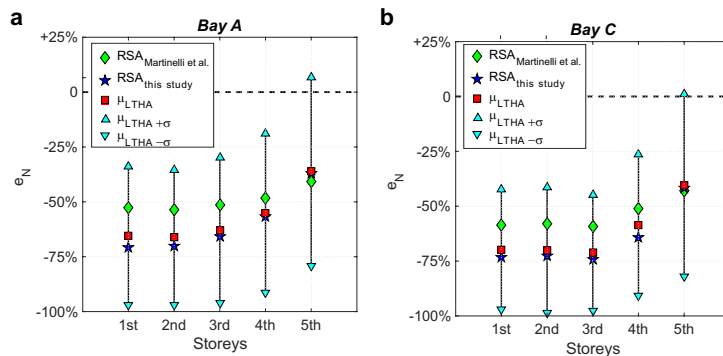 a
Bay A
+25%
0
-25%
-50%
-75%
-100%
e_N
RSA_Martinelli et al.
RSA_this study
μ_LTHA
μ_LTHA +σ
μ_LTHA −σ
1st 2nd 3rd 4th 5th
Storeys
b
Bay C
+25%
0
-25%
-50%
-75%
-100%
e_N
RSA_Martinelli et al.
RSA_this study
μ_LTHA
μ_LTHA +σ
μ_LTHA −σ
1st 2nd 3rd 4th 5th
Storeys